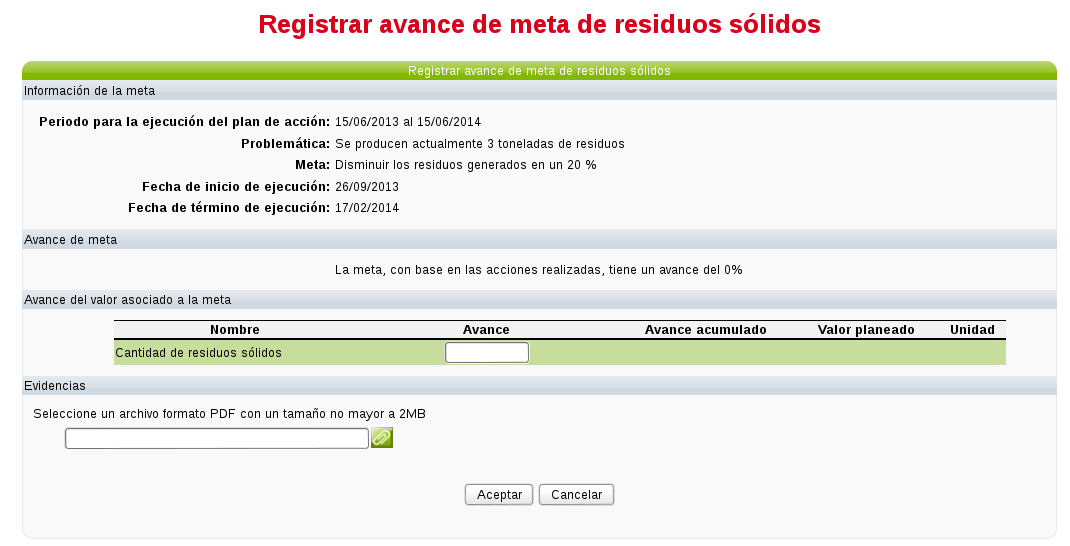 Registrar avance de meta de residuos sólidos
Registrar avance de meta de residuos sólidos
Información de la meta
Periodo para la ejecución del plan de acción: 15/06/2013 al 15/06/2014
Problemática: Se producen actualmente 3 toneladas de residuos
Meta: Disminuir los residuos generados en un 20 %
Fecha de inicio de ejecución: 26/09/2013
Fecha de término de ejecución: 17/02/2014
Avance de meta
La meta, con base en las acciones realizadas, tiene un avance del 0%
Avance del valor asociado a la meta
Nombre Avance Avance acumulado Valor planeado Unidad
Cantidad de residuos sólidos
Evidencias
Seleccione un archivo formato PDF con un tamaño no mayor a 2MB
Aceptar Cancelar